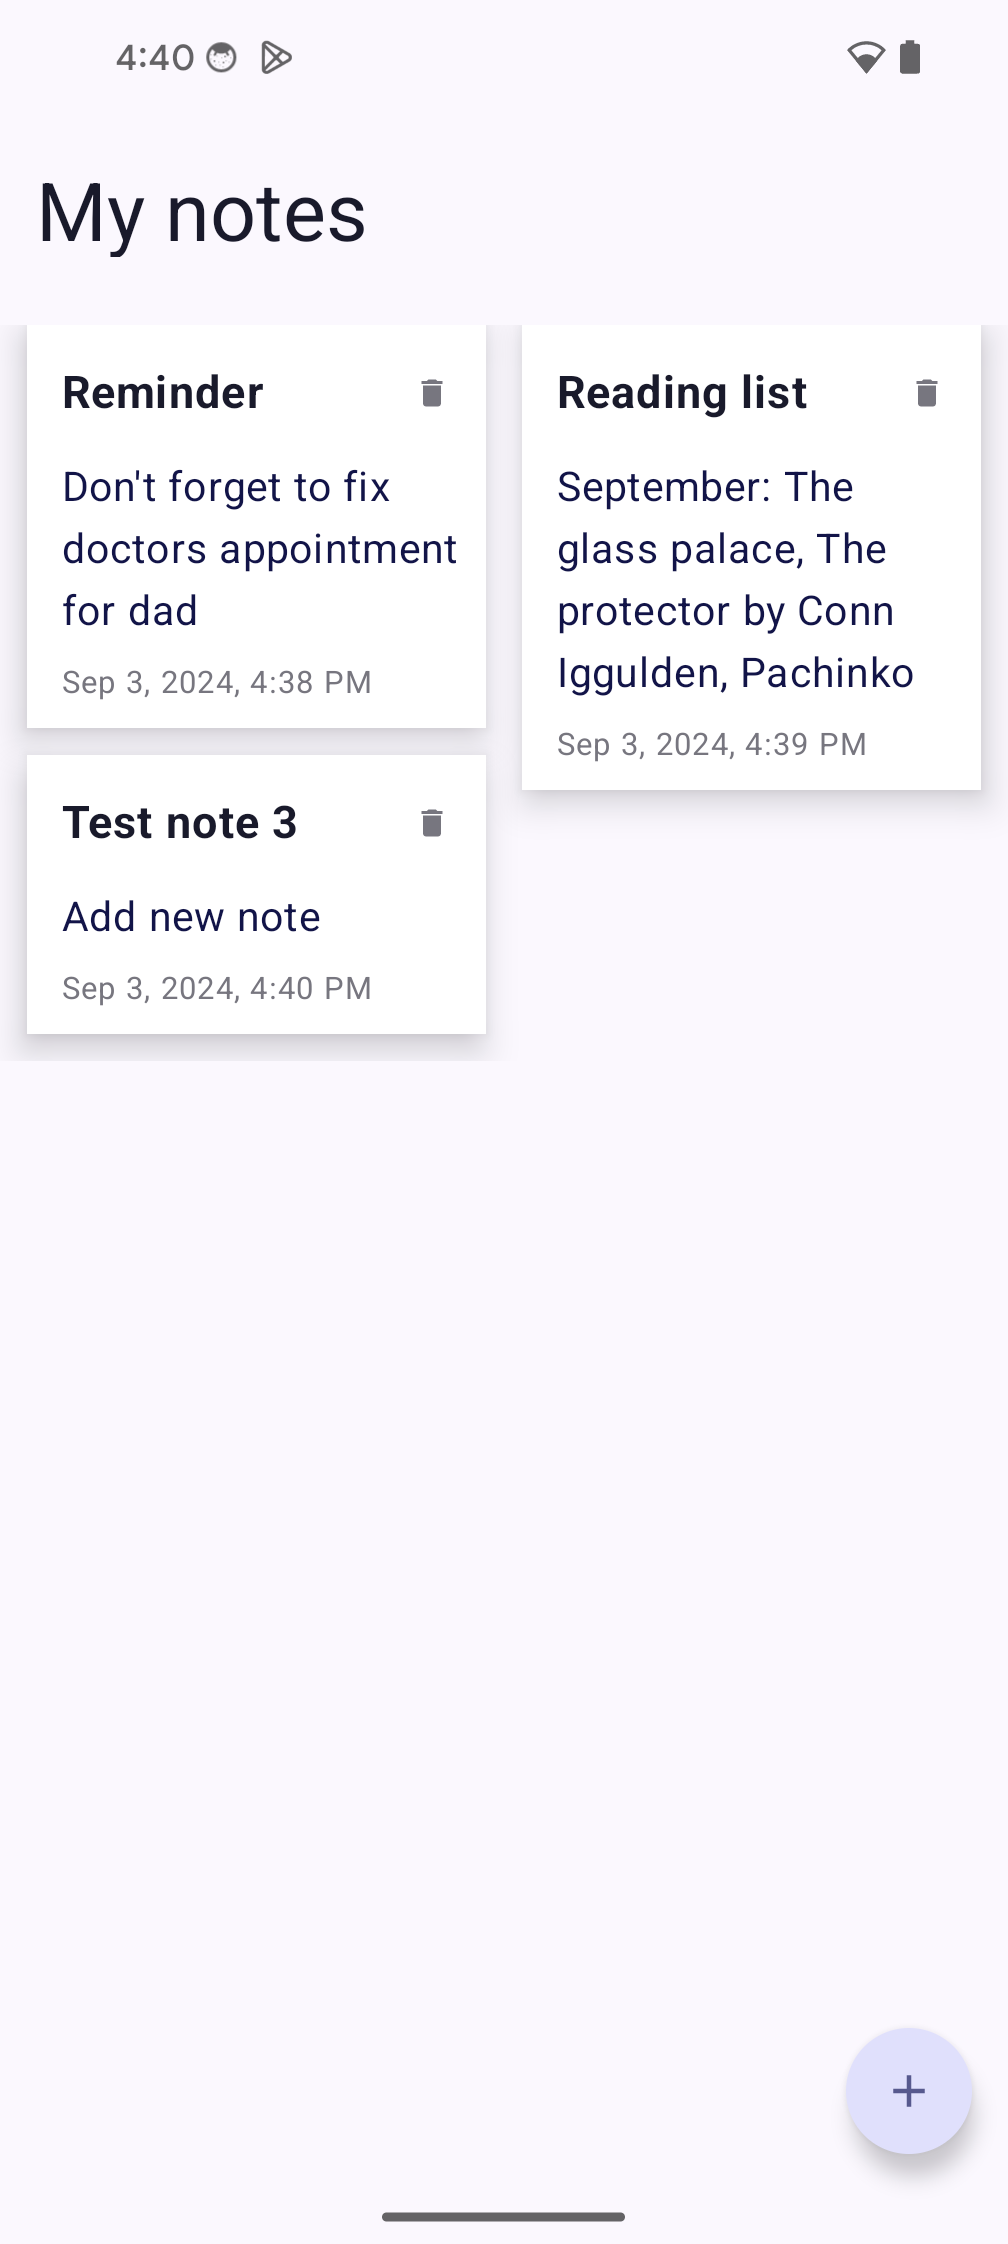 4:40
My notes
Reminder
Don't forget to fix
doctors appointment
for dad
Sep 3, 2024, 4:38 PM
Reading list
September: The
glass palace, The
protector by Conn
Iggulden, Pachinko
Sep 3, 2024, 4:39 PM
Test note 3
Add new note
Sep 3, 2024, 4:40 PM